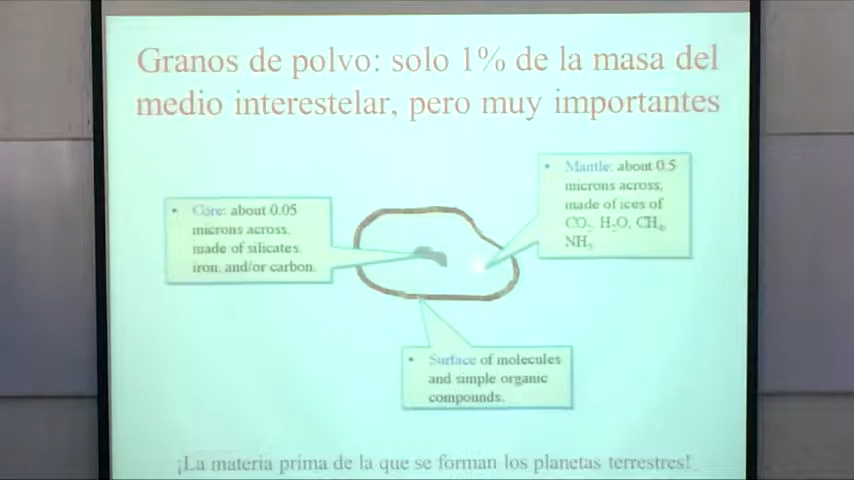 Granos de polvo: solo 1% de la masa del
medio interestelar, pero muy importantes
• Mantle: about 0.5
microns across,
made of ices of
CO₂ H₂O, CH₄,
NH₃
• Core: about 0.05
microns across,
made of silicates,
iron, and/or carbon.
• Surface of molecules
and simple organic
compounds.
¡La materia prima de la que se forman los planetas terrestres!